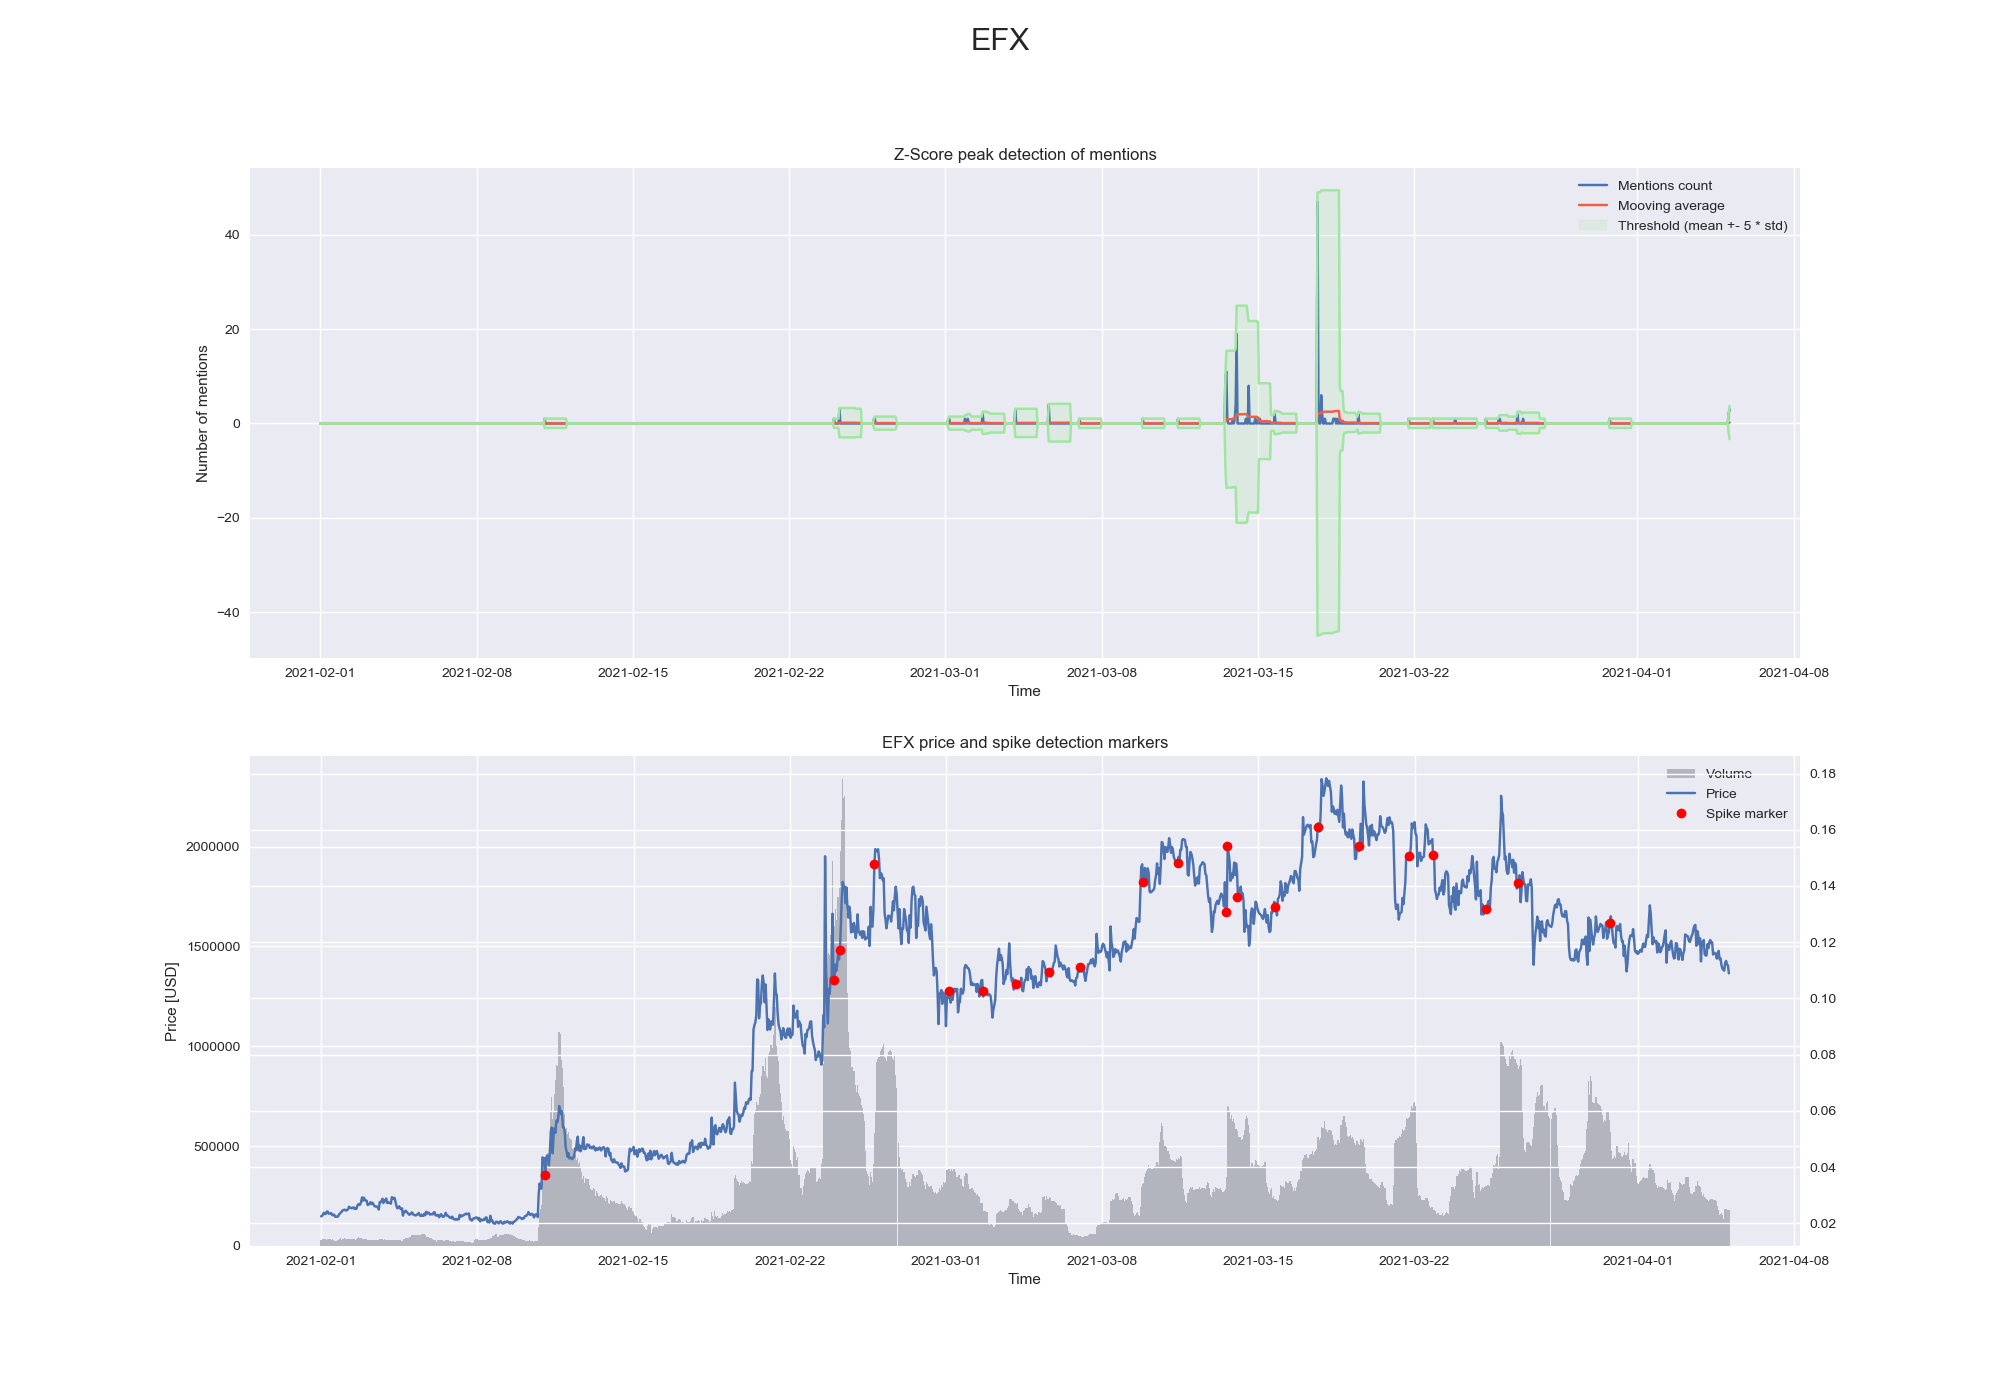 EFX
Z-Score peak detection of mentions
Mentions count
Mooving average
Threshold (mean +- 5 * std)
Number of mentions
40
20
0
−20
−40
2021-02-01 2021-02-08 2021-02-15 2021-02-22 2021-03-01 2021-03-08 2021-03-15 2021-03-22 2021-04-01 2021-04-08
Time
EFX price and spike detection markers
Volume
Price
Spike marker
Price [USD]
2000000
1500000
1000000
500000
0
0.18
0.16
0.14
0.12
0.10
0.08
0.06
0.04
0.02
2021-02-01 2021-02-08 2021-02-15 2021-02-22 2021-03-01 2021-03-08 2021-03-15 2021-03-22 2021-04-01 2021-04-08
Time